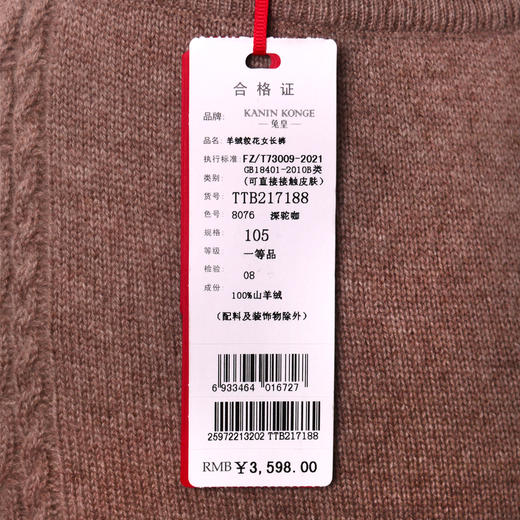 合格证
品牌: KANIN KONGE
—兔皇—
品名: 羊绒绞花女长裤
执行标准: FZ/T73009-2021
GB18401-2010B类
类别: (可直接接触皮肤)
货号: TTB217188
色号 8076 深驼咖
规格: 105
等级 一等品
检验 08
成份:
100%山羊绒
(配料及装饰物除外)
6 933464 016727
25972213202 TTB217188
RMB ¥3,598.00